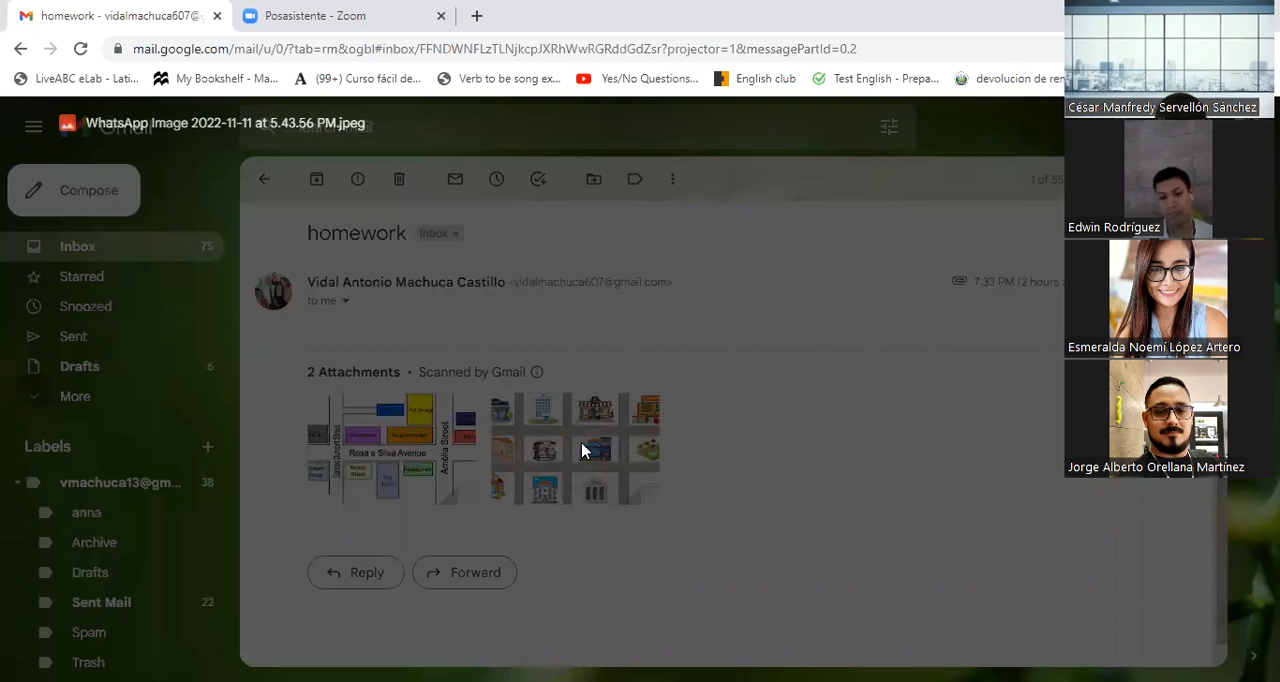 homework - vidalmachuca607@g
Posasistente - Zoom
mail.google.com/mail/u/0/?tab=rm&ogbl#inbox/FFNDWNFLzTLNjkcpJXRhWwRGRddGdZsr?projector=1&messagePartId=0.2
LiveABC eLab - Lati...
My Bookshelf - Ma...
(99+) Curso fácil de...
Verb to be song ex...
Yes/No Questions...
English club
Test English - Prepa...
devolucion de ren
WhatsApp Image 2022-11-11 at 5.43.56 PM.jpeg
Gmail
Compose
1 of 55
Inbox 75
Starred
Snoozed
Sent
Drafts 6
More
Labels
vmachuca13@gm... 38
anna
Archive
Drafts
Sent Mail 22
Spam
Trash
homework Inbox ×
Vidal Antonio Machuca Castillo <vidalmachuca607@gmail.com>
7:33 PM (2 hours
to me
2 Attachments • Scanned by Gmail
Rosa e Silva Avenue
Amélia Street
Reply
Forward
César Manfredy Servellón Sánchez
Edwin Rodríguez
Esmeralda Noemí López Artero
Jorge Alberto Orellana Martínez